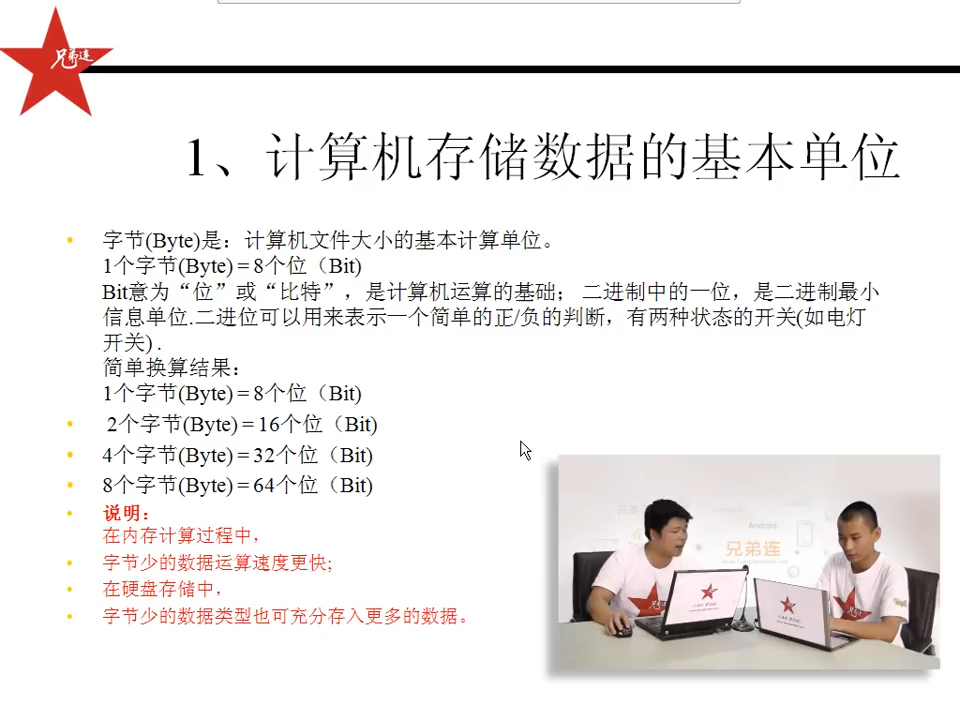 兄弟连
1、计算机存储数据的基本单位
字节(Byte)是：计算机文件大小的基本计算单位。
1个字节(Byte) = 8个位（Bit)
Bit意为“位”或“比特”，是计算机运算的基础； 二进制中的一位，是二进制最小
信息单位.二进位可以用来表示一个简单的正/负的判断，有两种状态的开关(如电灯
开关) .
简单换算结果：
1个字节(Byte) = 8个位（Bit)
2个字节(Byte) = 16个位（Bit)
4个字节(Byte) = 32个位（Bit)
8个字节(Byte) = 64个位（Bit)
说明：
在内存计算过程中，
字节少的数据运算速度更快;
在硬盘存储中，
字节少的数据类型也可充分存入更多的数据。
Android
兄弟连